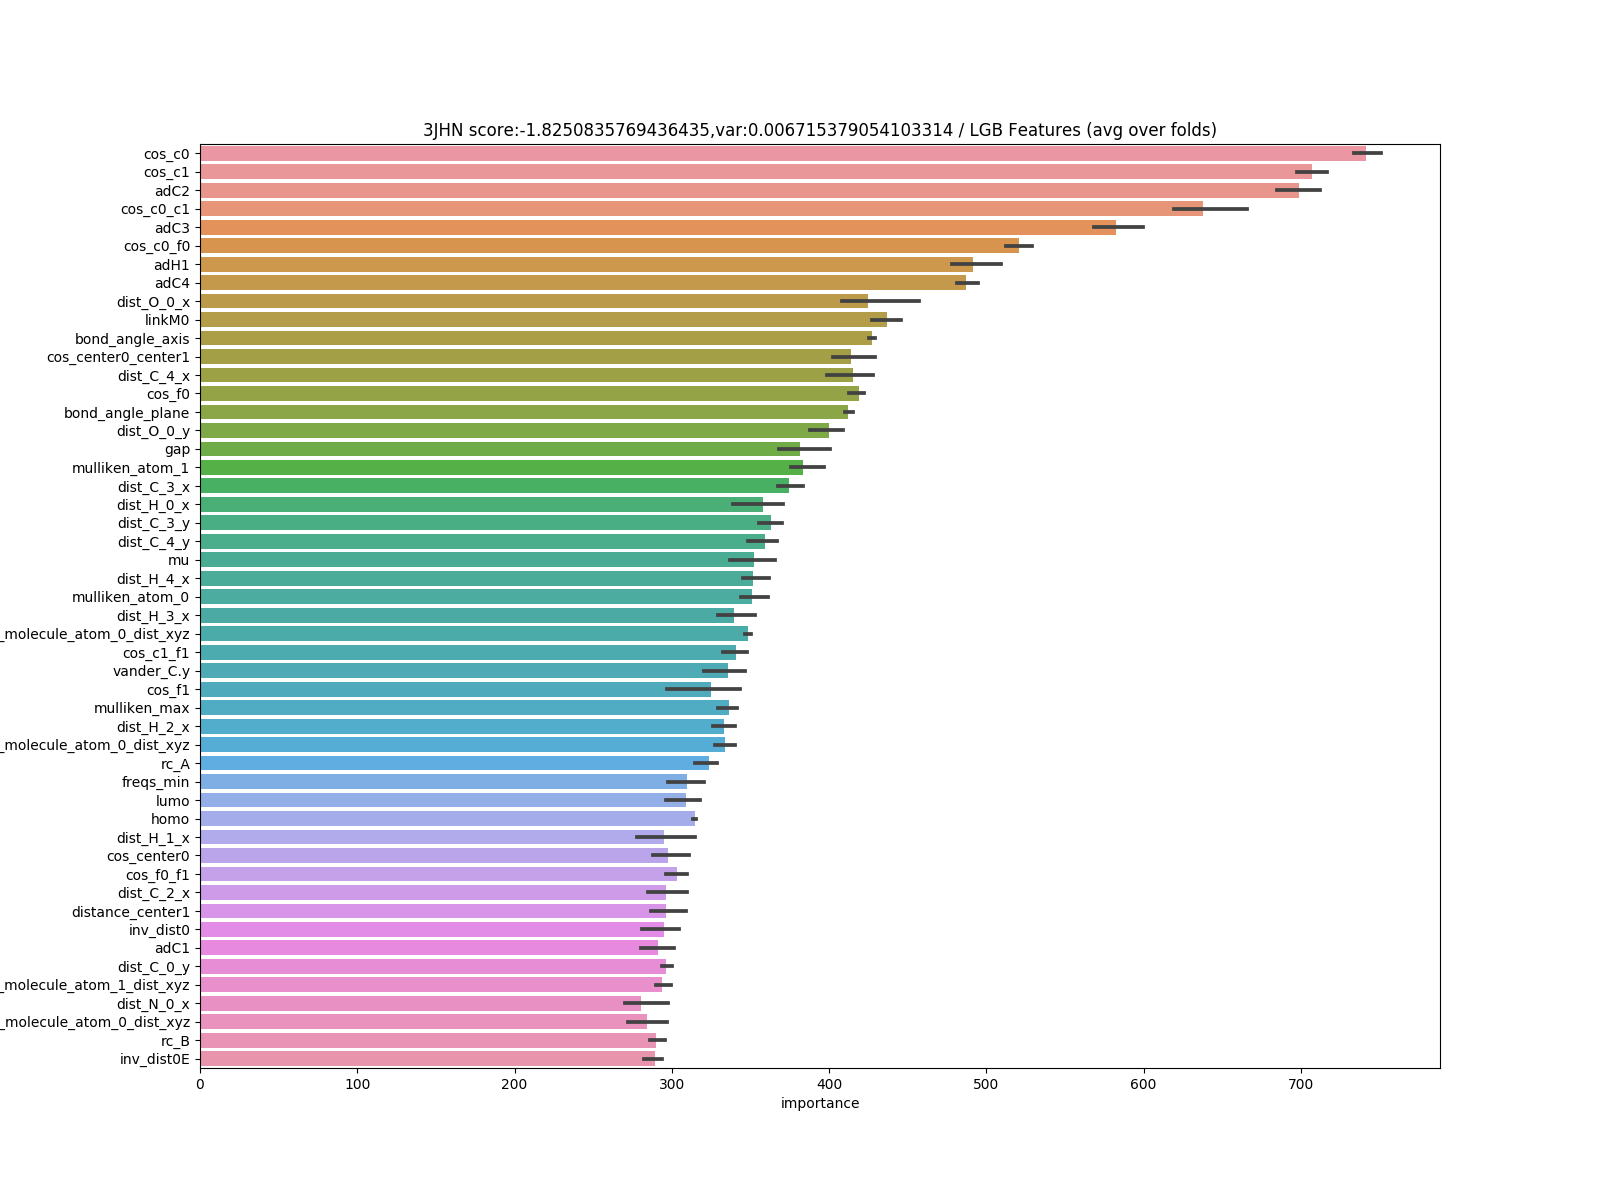 3JHN score:-1.8250835769436435,var:0.006715379054103314 / LGB Features (avg over folds)
cos_c0
cos_c1
adC2
cos_c0_c1
adC3
cos_c0_f0
adH1
adC4
dist_O_0_x
linkM0
bond_angle_axis
cos_center0_center1
dist_C_4_x
cos_f0
bond_angle_plane
dist_O_0_y
gap
mulliken_atom_1
dist_C_3_x
dist_H_0_x
dist_C_3_y
dist_C_4_y
mu
dist_H_4_x
mulliken_atom_0
dist_H_3_x
_molecule_atom_0_dist_xyz
cos_c1_f1
vander_C.y
cos_f1
mulliken_max
dist_H_2_x
_molecule_atom_0_dist_xyz
rc_A
freqs_min
lumo
homo
dist_H_1_x
cos_center0
cos_f0_f1
dist_C_2_x
distance_center1
inv_dist0
adC1
dist_C_0_y
_molecule_atom_1_dist_xyz
dist_N_0_x
_molecule_atom_0_dist_xyz
rc_B
inv_dist0E
0 100 200 300 400 500 600 700
importance